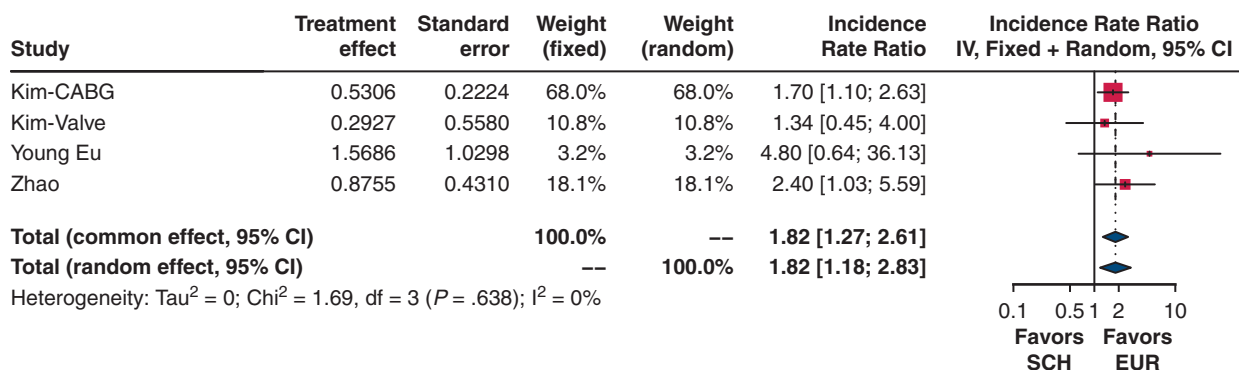 Study Treatment effect Standard error Weight (fixed) Weight (random) Incidence Rate Ratio Incidence Rate Ratio IV, Fixed + Random, 95% CI
Kim-CABG 0.5306 0.2224 68.0% 68.0% 1.70 [1.10; 2.63]
Kim-Valve 0.2927 0.5580 10.8% 10.8% 1.34 [0.45; 4.00]
Young Eu 1.5686 1.0298 3.2% 3.2% 4.80 [0.64; 36.13]
Zhao 0.8755 0.4310 18.1% 18.1% 2.40 [1.03; 5.59]
Total (common effect, 95% CI) 100.0% –– 1.82 [1.27; 2.61]
Total (random effect, 95% CI) –– 100.0% 1.82 [1.18; 2.83]
Heterogeneity: Tau² = 0; Chi² = 1.69, df = 3 (P = .638); I² = 0%
0.1 0.5 1 2 10
Favors SCH Favors EUR